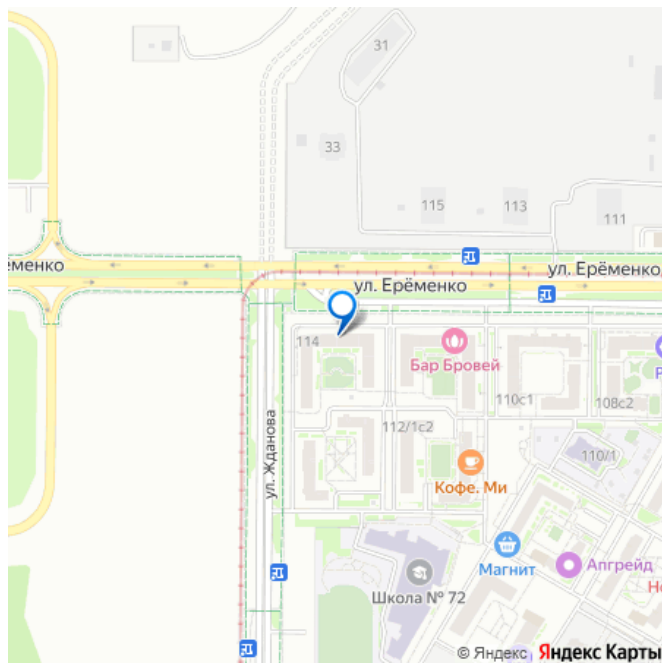 31
33
115
113
111
ул. Ерёменко
еменко
ул. Ерёменко
114
Бар Бровей
110с1
108с2
Р
112/1с2
ул. Жданова
110/1
Кофе. Ми
Магнит
Апгрейд
Школа № 72
Но
© Яндекс Яндекс Карты